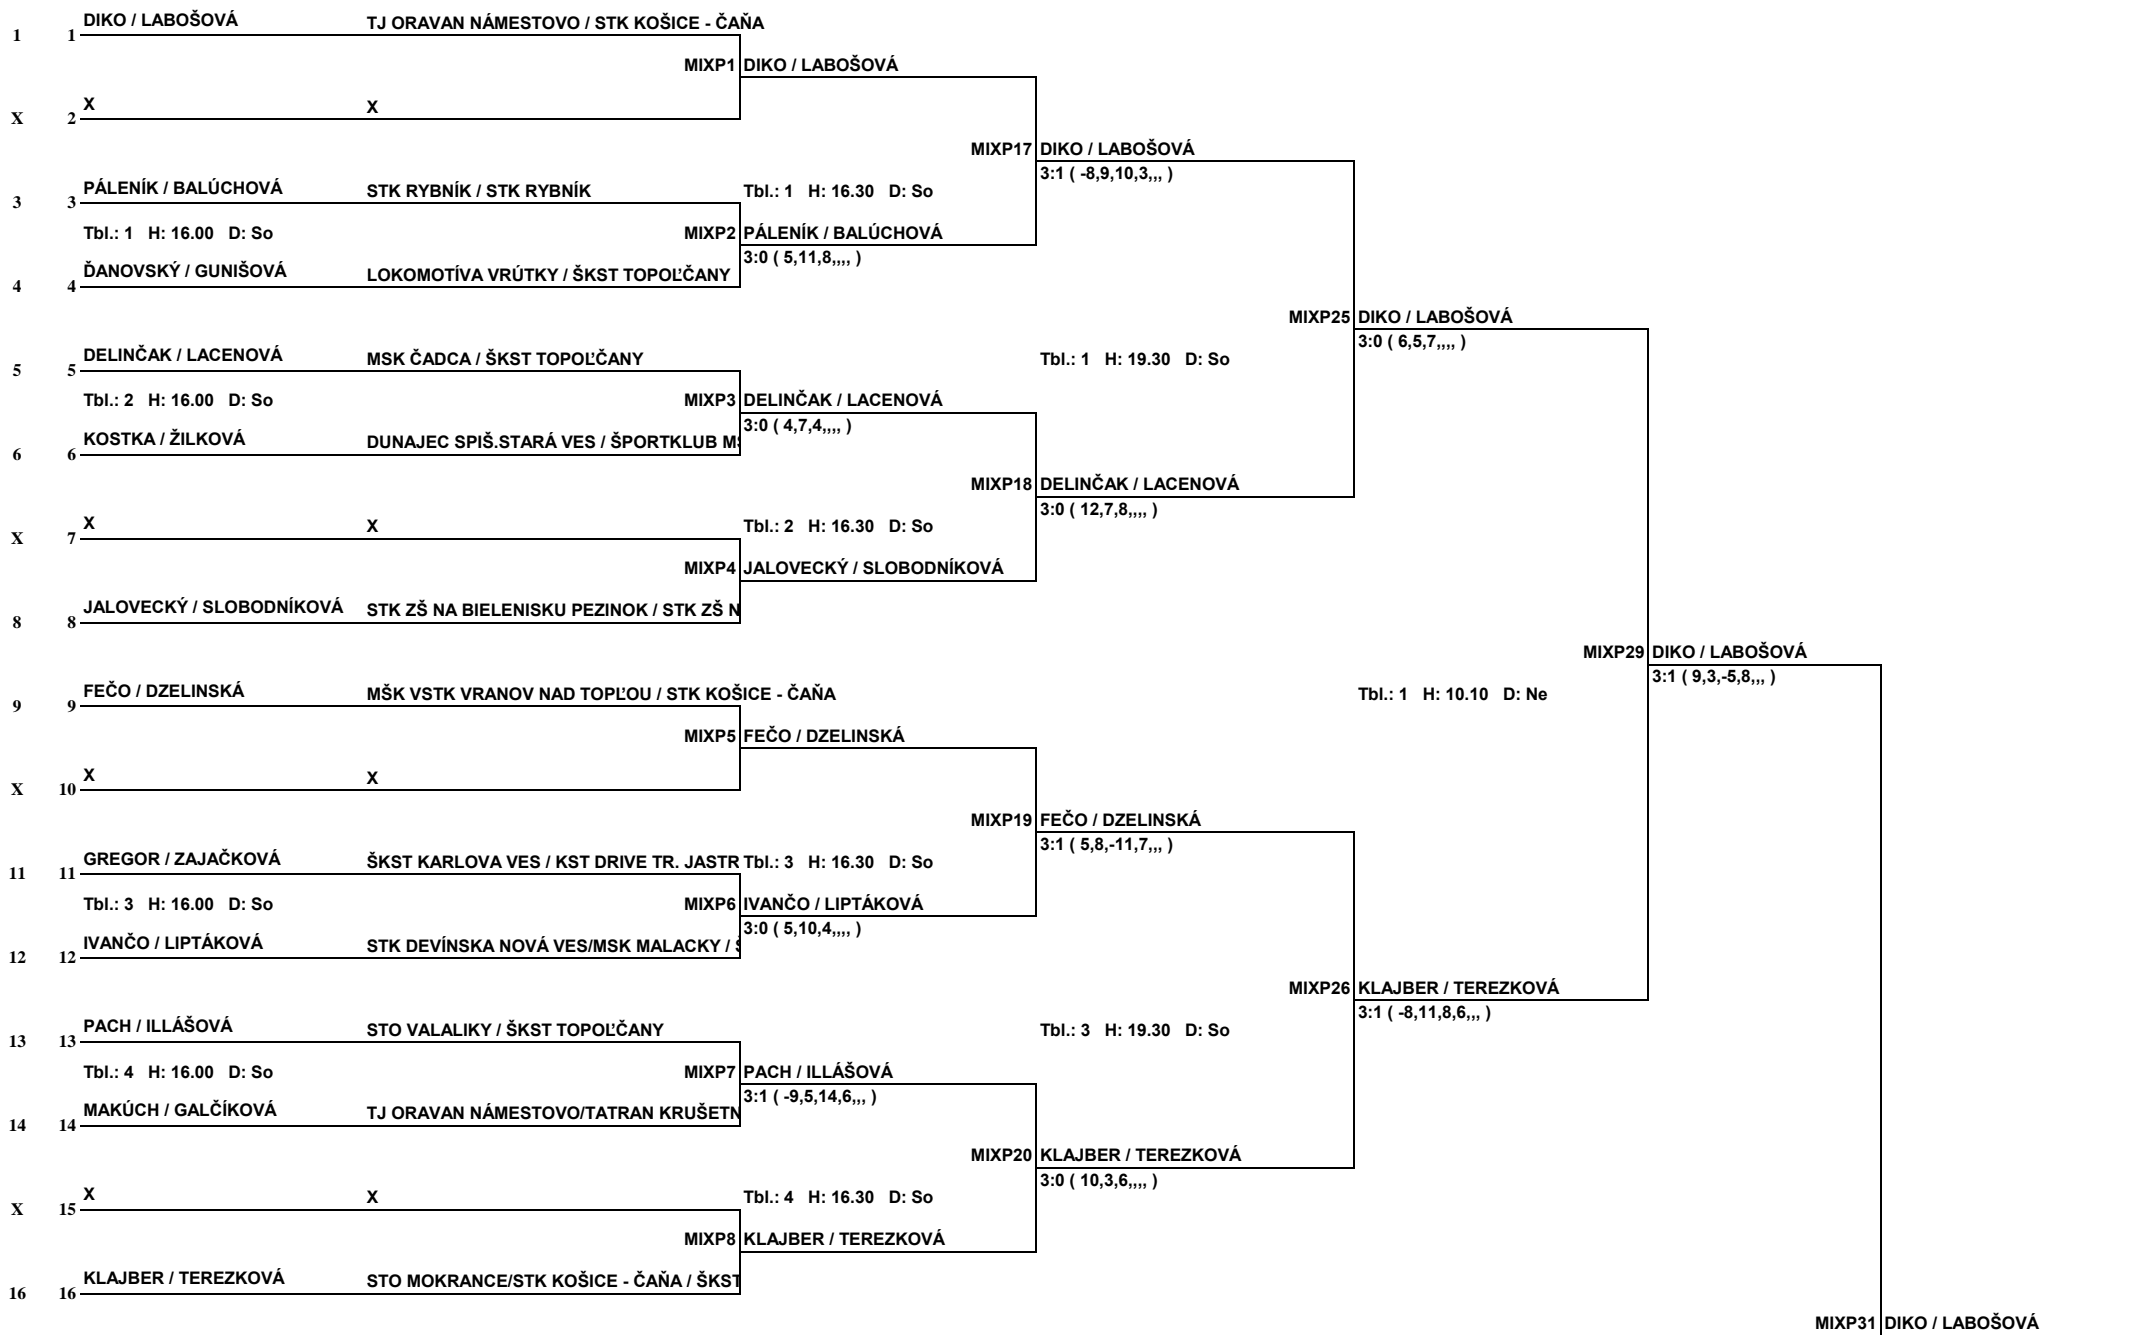 DIKO / LABOŠOVÁ TJ ORAVAN NÁMESTOVO / STK KOŠICE - ČAŇA
1 1
MIXP1 DIKO / LABOŠOVÁ
X X
X 2
MIXP17 DIKO / LABOŠOVÁ
3:1 ( -8,9,10,3,,, )
PÁLENÍK / BALÚCHOVÁ STK RYBNÍK / STK RYBNÍK Tbl.: 1 H: 16.30 D: So
3 3
Tbl.: 1 H: 16.00 D: So MIXP2 PÁLENÍK / BALÚCHOVÁ
3:0 ( 5,11,8,,,, )
ĎANOVSKÝ / GUNIŠOVÁ LOKOMOTÍVA VRÚTKY / ŠKST TOPOĽČANY
4 4
MIXP25 DIKO / LABOŠOVÁ
3:0 ( 6,5,7,,,, )
DELINČAK / LACENOVÁ MSK ČADCA / ŠKST TOPOĽČANY Tbl.: 1 H: 19.30 D: So
5 5
Tbl.: 2 H: 16.00 D: So MIXP3 DELINČAK / LACENOVÁ
3:0 ( 4,7,4,,,, )
KOSTKA / ŽILKOVÁ DUNAJEC SPIŠ.STARÁ VES / ŠPORTKLUB
6 6
MIXP18 DELINČAK / LACENOVÁ
3:0 ( 12,7,8,,,, )
X X Tbl.: 2 H: 16.30 D: So
X 7
MIXP4 JALOVECKÝ / SLOBODNÍKOVÁ
JALOVECKÝ / SLOBODNÍKOVÁ STK ZŠ NA BIELENISKU PEZINOK / STK ZŠ N
8 8
MIXP29 DIKO / LABOŠOVÁ
3:1 ( 9,3,-5,8,,, )
FEČO / DZELINSKÁ MŠK VSTK VRANOV NAD TOPĽOU / STK KOŠICE - ČAŇA Tbl.: 1 H: 10.10 D: Ne
9 9
MIXP5 FEČO / DZELINSKÁ
X X
X 10
MIXP19 FEČO / DZELINSKÁ
3:1 ( 5,8,-11,7,,, )
GREGOR / ZAJAČKOVÁ ŠKST KARLOVA VES / KST DRIVE TR. JASTR Tbl.: 3 H: 16.30 D: So
11 11
Tbl.: 3 H: 16.00 D: So MIXP6 IVANČO / LIPTÁKOVÁ
3:0 ( 5,10,4,,,, )
IVANČO / LIPTÁKOVÁ STK DEVÍNSKA NOVÁ VES/MSK MALACKY /
12 12
MIXP26 KLAJBER / TEREZKOVÁ
3:1 ( -8,11,8,6,,, )
PACH / ILLÁŠOVÁ STO VALALIKY / ŠKST TOPOĽČANY Tbl.: 3 H: 19.30 D: So
13 13
Tbl.: 4 H: 16.00 D: So MIXP7 PACH / ILLÁŠOVÁ
3:1 ( -9,5,14,6,,, )
MAKÚCH / GALČÍKOVÁ TJ ORAVAN NÁMESTOVO/TATRAN KRUŠETN
14 14
MIXP20 KLAJBER / TEREZKOVÁ
3:0 ( 10,3,6,,,, )
X X Tbl.: 4 H: 16.30 D: So
X 15
MIXP8 KLAJBER / TEREZKOVÁ
KLAJBER / TEREZKOVÁ STO MOKRANCE/STK KOŠICE - ČAŇA / ŠKST
16 16
MIXP31 DIKO / LABOŠOVÁ